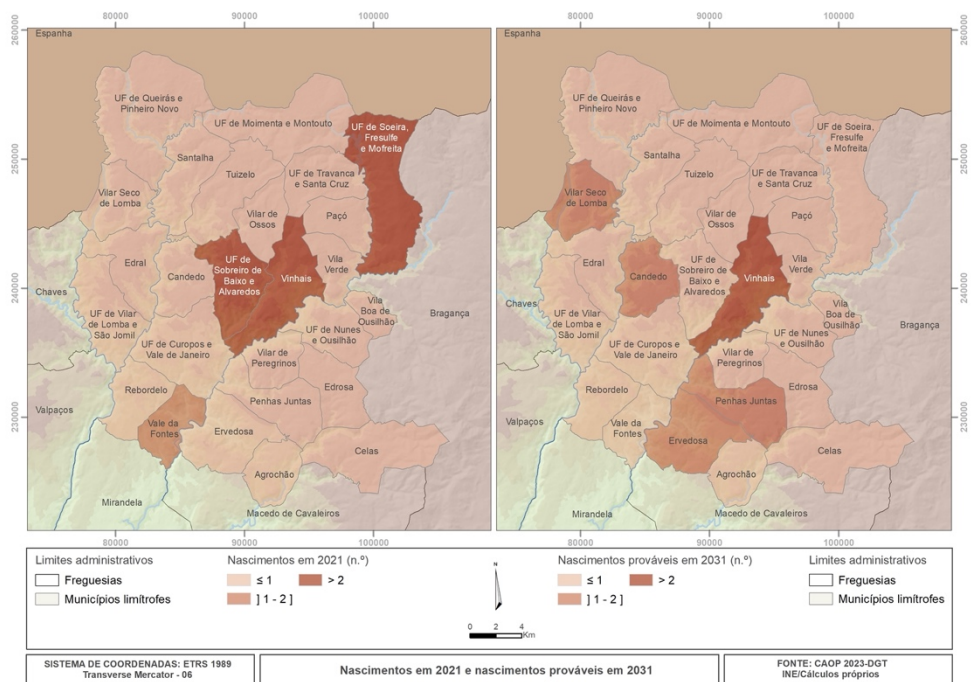 80000
90000
100000
80000
90000
100000
260000
250000
240000
230000
Espanha
UF de Queirás e
Pinheiro Novo
UF de Moimenta e Montouto
UF de Soeira,
Fresulfe
e Mofreita
Santalha
Tuizelo
UF de Travanca
e Santa Cruz
Vilar Seco
de Lomba
Vilar de
Ossos
Paçó
Edral
Candedo
UF de
Sobreiro de
Baixo e
Alvaredos
Vinhais
Vila
Verde
Chaves
Vila
Boa de
Ousilhão
Bragança
UF de Vilar
de Lomba e
São Jomil
UF de Nunes
e Ousilhão
UF de Curopos e
Vale de Janeiro
Vilar de
Peregrinos
Rebordelo
Edrosa
Penhas Juntas
Valpaços
Vale da
Fontes
Ervedosa
Celas
Agrochão
Mirandela
Macedo de Cavaleiros
80000
90000
100000
Espanha
UF de Queirás e
Pinheiro Novo
UF de Moimenta e Montouto
UF de Soeira,
Fresulfe
e Mofreita
Santalha
Tuizelo
UF de Travanca
e Santa Cruz
Vilar Seco
de Lomba
Vilar de
Ossos
Paçó
Edral
Candedo
UF de
Sobreiro de
Baixo e
Alvaredos
Vinhais
Vila
Verde
Chaves
Vila
Boa de
Ousilhão
Bragança
UF de Vilar
de Lomba e
São Jomil
UF de Nunes
e Ousilhão
UF de Curopos e
Vale de Janeiro
Vilar de
Peregrinos
Rebordelo
Edrosa
Penhas Juntas
Valpaços
Vale da
Fontes
Ervedosa
Celas
Agrochão
Mirandela
Macedo de Cavaleiros
80000
90000
100000
260000
250000
240000
230000
Limites administrativos
Freguesias
Municípios limítrofes
Nascimentos em 2021 (n.º)
≤ 1
> 2
] 1 - 2 ]
N
0 2 4
Km
Nascimentos prováveis em 2031 (n.º)
≤ 1
> 2
] 1 - 2 ]
Limites administrativos
Freguesias
Municípios limítrofes
SISTEMA DE COORDENADAS: ETRS 1989
Transverse Mercator - 06
Nascimentos em 2021 e nascimentos prováveis em 2031
FONTE: CAOP 2023-DGT
INE/Cálculos próprios